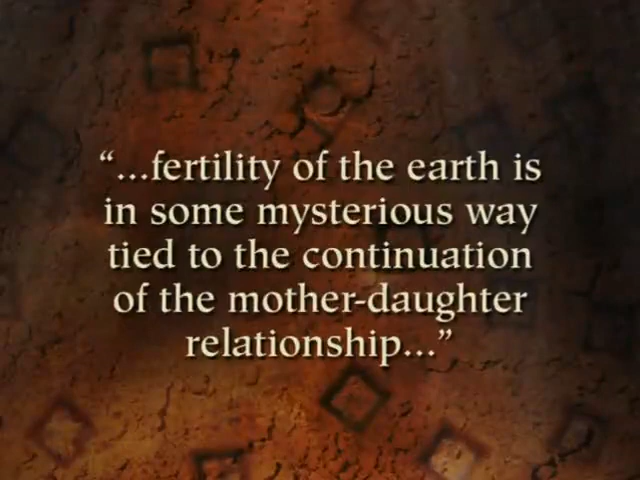 “...fertility of the earth is
in some mysterious way
tied to the continuation
of the mother-daughter
relationship...”